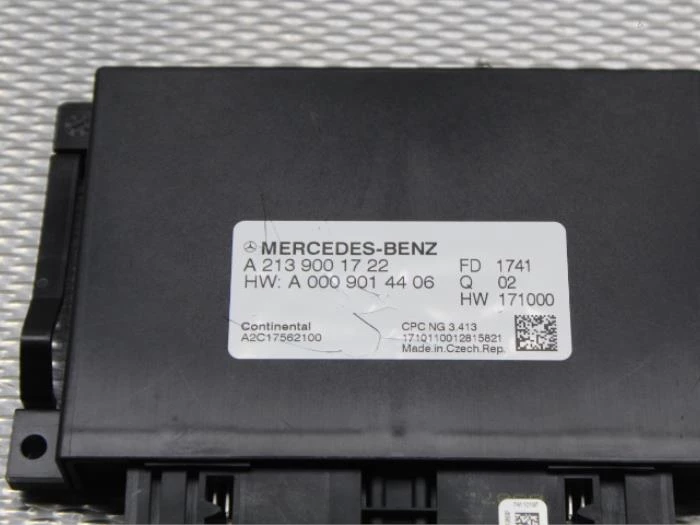 MERCEDES-BENZ
A 213 900 17 22 FD 1741
HW: A 000 901 44 06 Q 02
HW 171000
Continental CPC NG 3.413
A2C17562100 1710110012815821
Made.in.Czech.Rep.